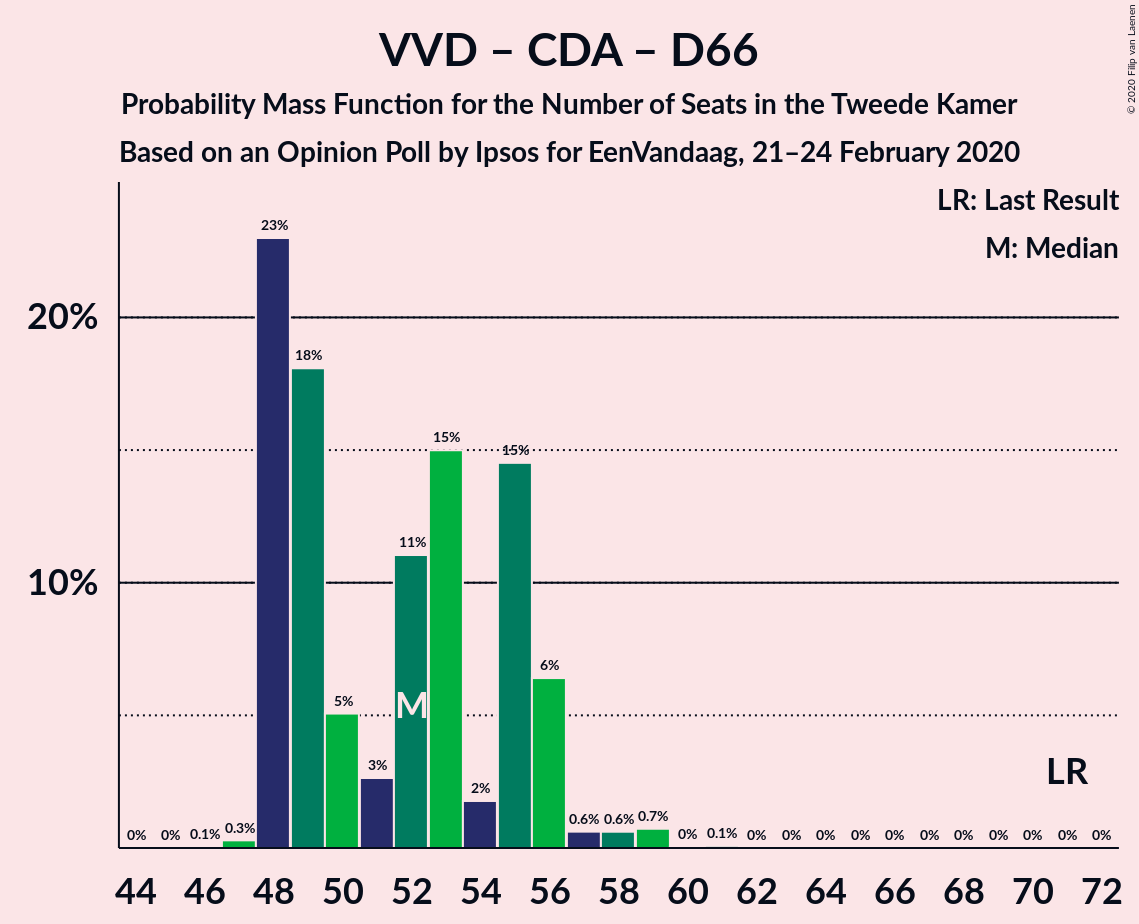 VVD – CDA – D66
Probability Mass Function for the Number of Seats in the Tweede Kamer
Based on an Opinion Poll by Ipsos for EenVandaag, 21–24 February 2020
© 2020 Filip van Laenen
LR: Last Result
M: Median
23%
20%
18%
15%
15%
11%
10%
6%
5%
M
3%
2%
LR
0% 0% 0.1% 0.3% 0.6% 0.6% 0.7% 0% 0.1% 0% 0% 0% 0% 0% 0% 0% 0% 0% 0% 0%
44 46 48 50 52 54 56 58 60 62 64 66 68 70 72